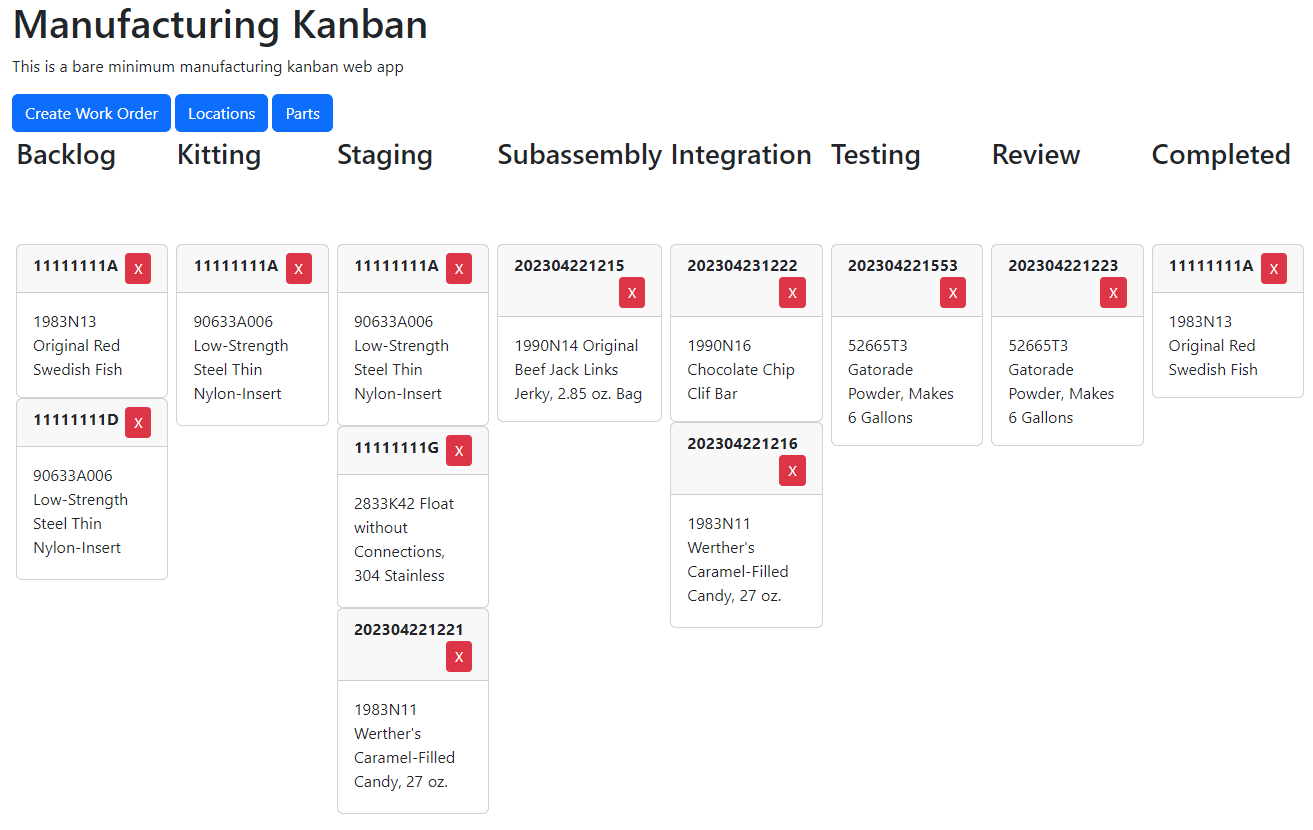 Manufacturing Kanban
This is a bare minimum manufacturing kanban web app
Create Work Order Locations Parts
Backlog Kitting Staging Subassembly Integration Testing Review Completed
11111111A X
1983N13
Original Red
Swedish Fish
11111111D X
90633A006
Low-Strength
Steel Thin
Nylon-Insert
11111111A X
90633A006
Low-Strength
Steel Thin
Nylon-Insert
11111111A X
90633A006
Low-Strength
Steel Thin
Nylon-Insert
11111111G X
2833K42 Float
without
Connections,
304 Stainless
202304221221
X
1983N11
Werther's
Caramel-Filled
Candy, 27 oz.
202304221215
X
1990N14 Original
Beef Jack Links
Jerky, 2.85 oz. Bag
202304231222
X
1990N16
Chocolate Chip
Clif Bar
202304221216
X
1983N11
Werther's
Caramel-Filled
Candy, 27 oz.
202304221553
X
52665T3
Gatorade
Powder, Makes
6 Gallons
202304221223
X
52665T3
Gatorade
Powder, Makes
6 Gallons
11111111A X
1983N13
Original Red
Swedish Fish